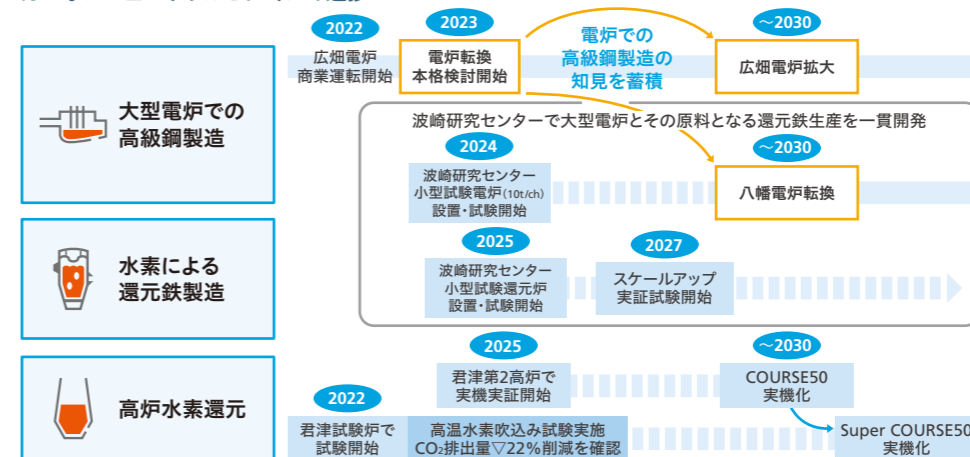 2022
2023
~2030
広畑電炉
商業運転開始
電炉転換
本格検討開始
電炉での
高級鋼製造の
知見を蓄積
広畑電炉拡大
大型電炉での
高級鋼製造
波崎研究センターで大型電炉とその原料となる還元鉄生産を一貫開発
2024
~2030
波崎研究センター
小型試験電炉(10t/ch)
設置・試験開始
八幡電炉転換
水素による
還元鉄製造
2025
2027
波崎研究センター
小型試験還元炉
設置・試験開始
スケールアップ
実証試験開始
高炉水素還元
2025
~2030
君津第2高炉で
実機実証開始
COURSE50
実機化
2022
君津試験炉で
試験開始
高温水素吹込み試験実施
CO₂排出量▽22%削減を確認
Super COURSE50
実機化